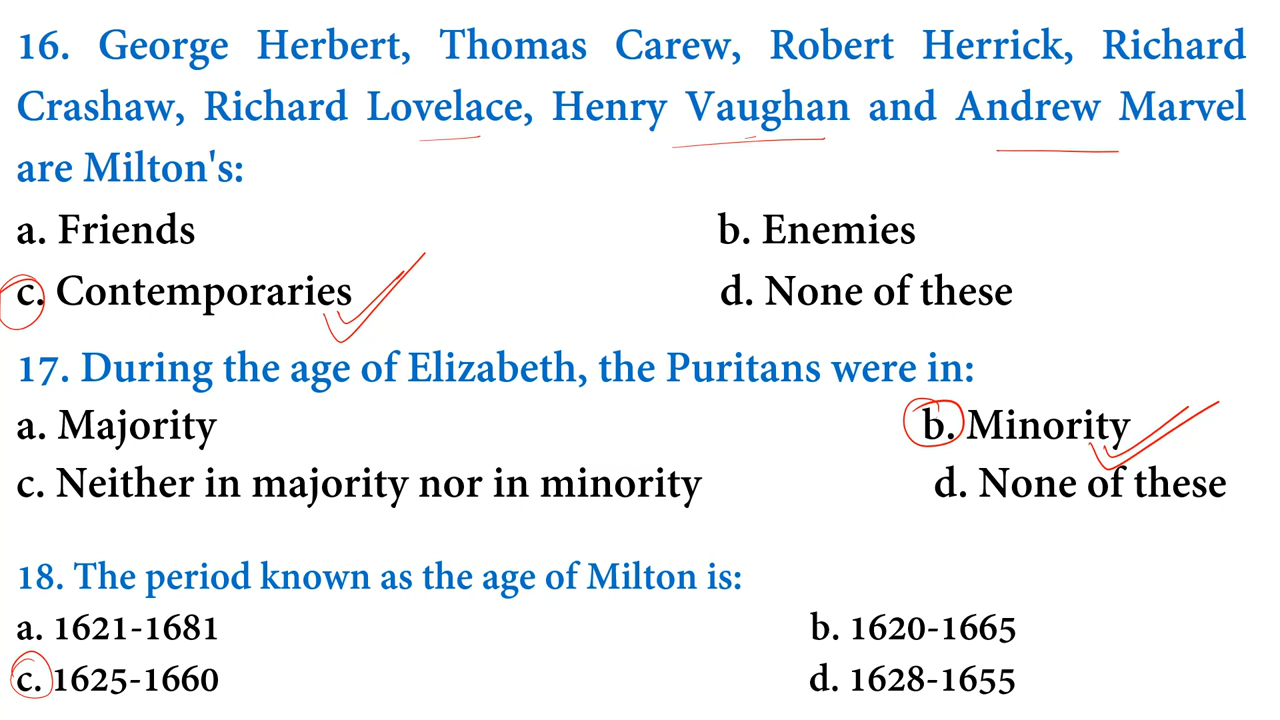 16. George Herbert, Thomas Carew, Robert Herrick, Richard
Crashaw, Richard Lovelace, Henry Vaughan and Andrew Marvel
are Milton's:
a. Friends b. Enemies
c. Contemporaries d. None of these
17. During the age of Elizabeth, the Puritans were in:
a. Majority b. Minority
c. Neither in majority nor in minority d. None of these
18. The period known as the age of Milton is:
a. 1621-1681 b. 1620-1665
c. 1625-1660 d. 1628-1655